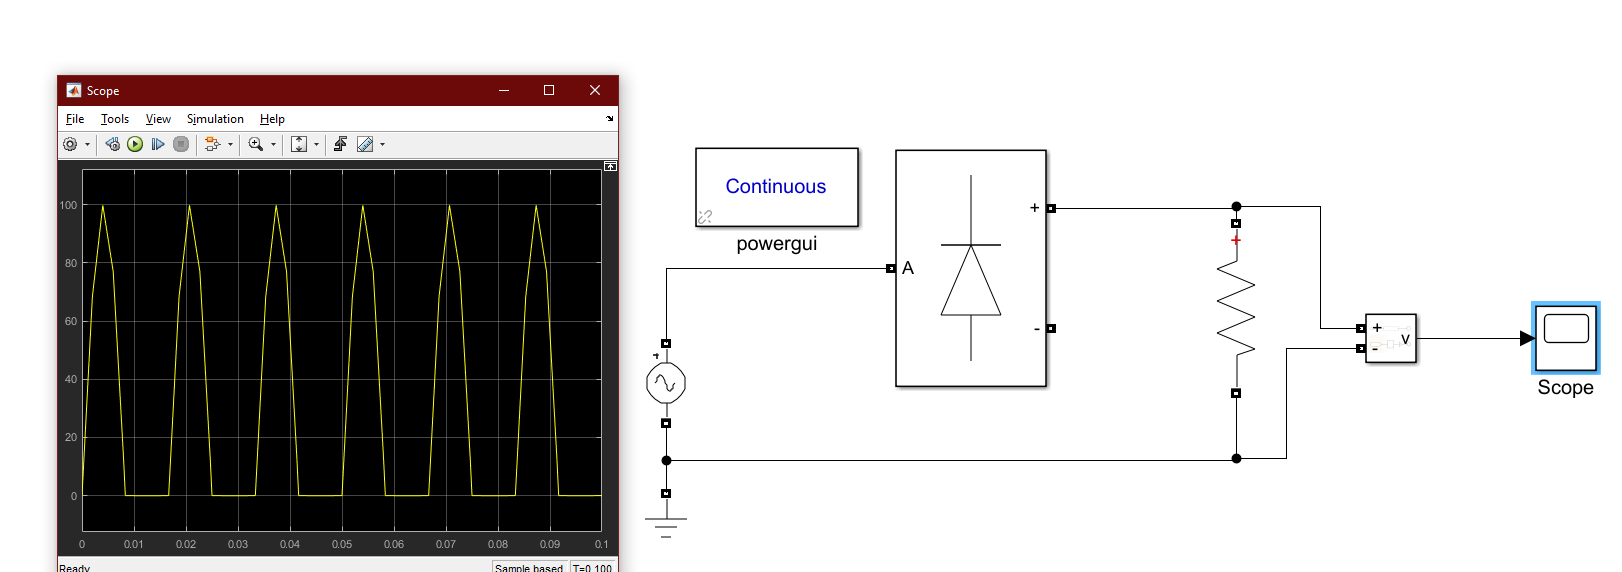 Scope
File Tools View Simulation Help
100
80
60
40
20
0
0 0.01 0.02 0.03 0.04 0.05 0.06 0.07 0.08 0.09 0.1
Ready Sample based T=0.100
Continuous
powergui
A
+
-
+
+
v
-
Scope